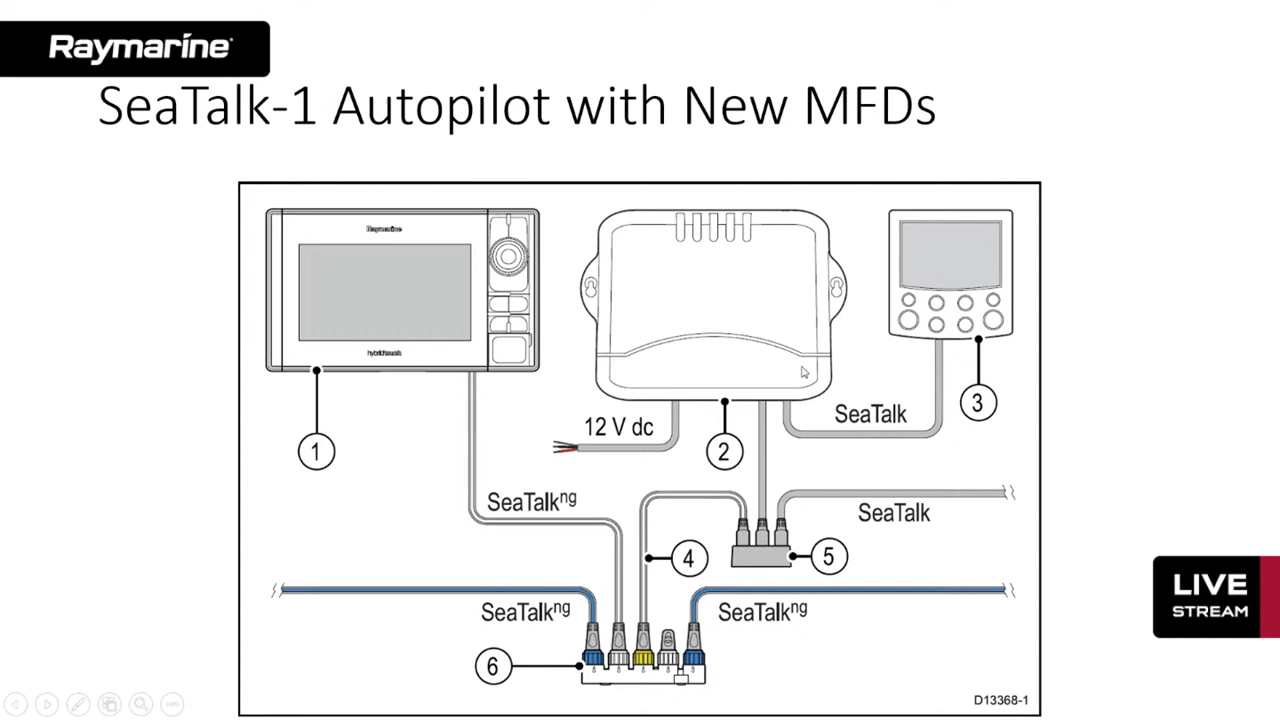 Raymarine
SeaTalk-1 Autopilot with New MFDs
Raymarine
hybridtouch
1
12 V dc
2
SeaTalk
3
SeaTalkng
4
5
SeaTalk
SeaTalkng
SeaTalkng
6
D13368-1
LIVE
STREAM